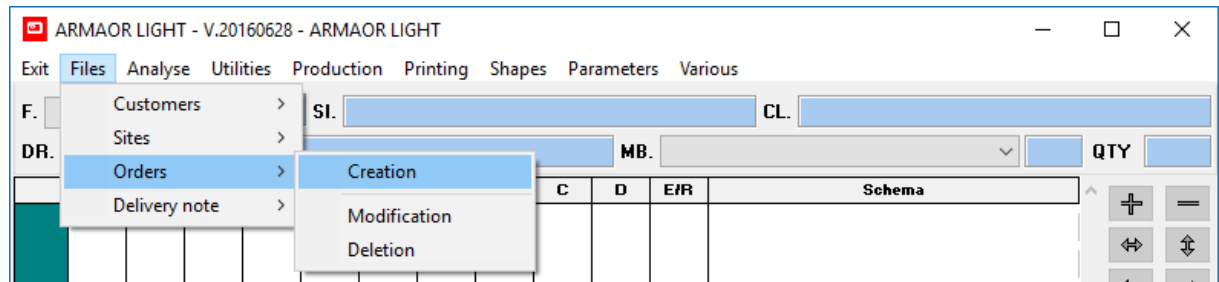 ARMAOR LIGHT - V.20160628 - ARMAOR LIGHT
Exit Files Analyse Utilities Production Printing Shapes Parameters Various
F. SI. CL.
Customers
Sites
DR. MB. QTY
Orders
Creation
C D E/R Schema
Delivery note
Modification
Deletion